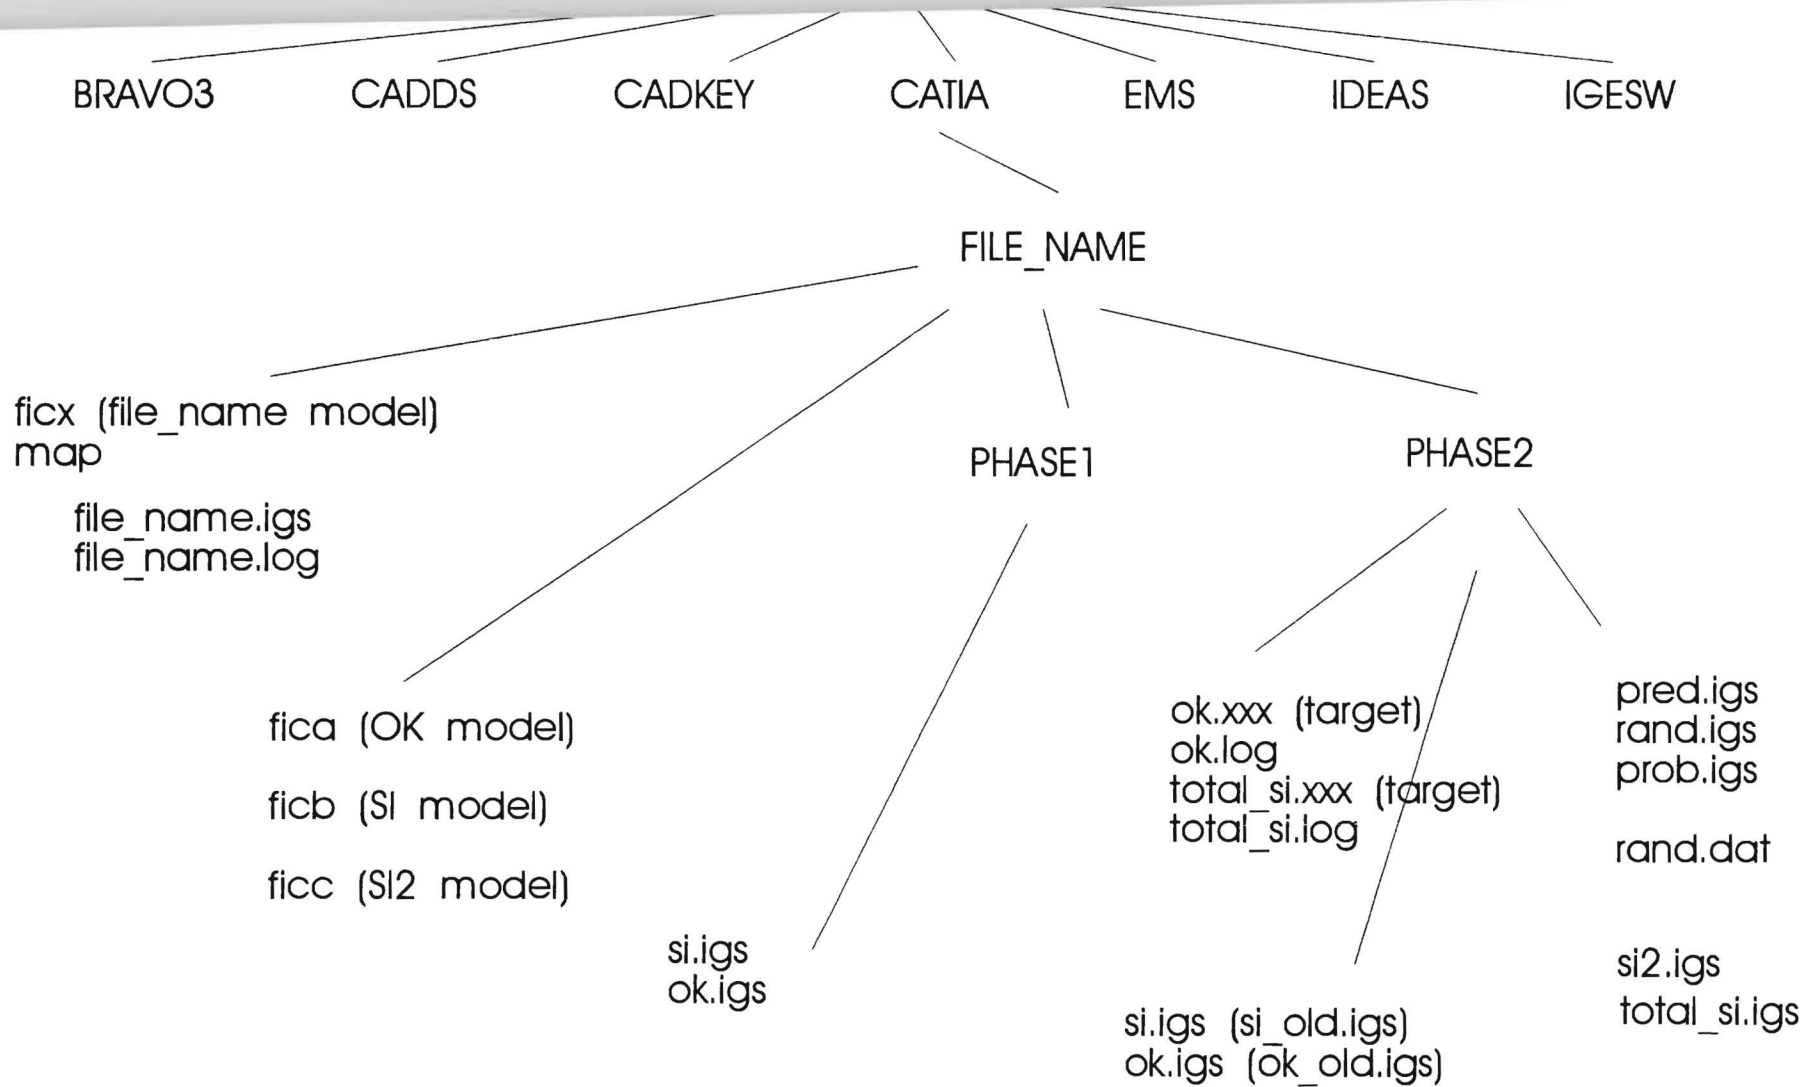 BRAVO3 CADDS CADKEY CATIA EMS IDEAS IGESW
FILE_NAME
ficx (file_name model)
map
file_name.igs
file_name.log
PHASE1
PHASE2
fica (OK model)
ficb (SI model)
ficc (SI2 model)
si.igs
ok.igs
ok.xxx (target)
ok.log
total_si.xxx (target)
total_si.log
si.igs (si_old.igs)
ok.igs (ok_old.igs)
pred.igs
rand.igs
prob.igs
rand.dat
si2.igs
total_si.igs